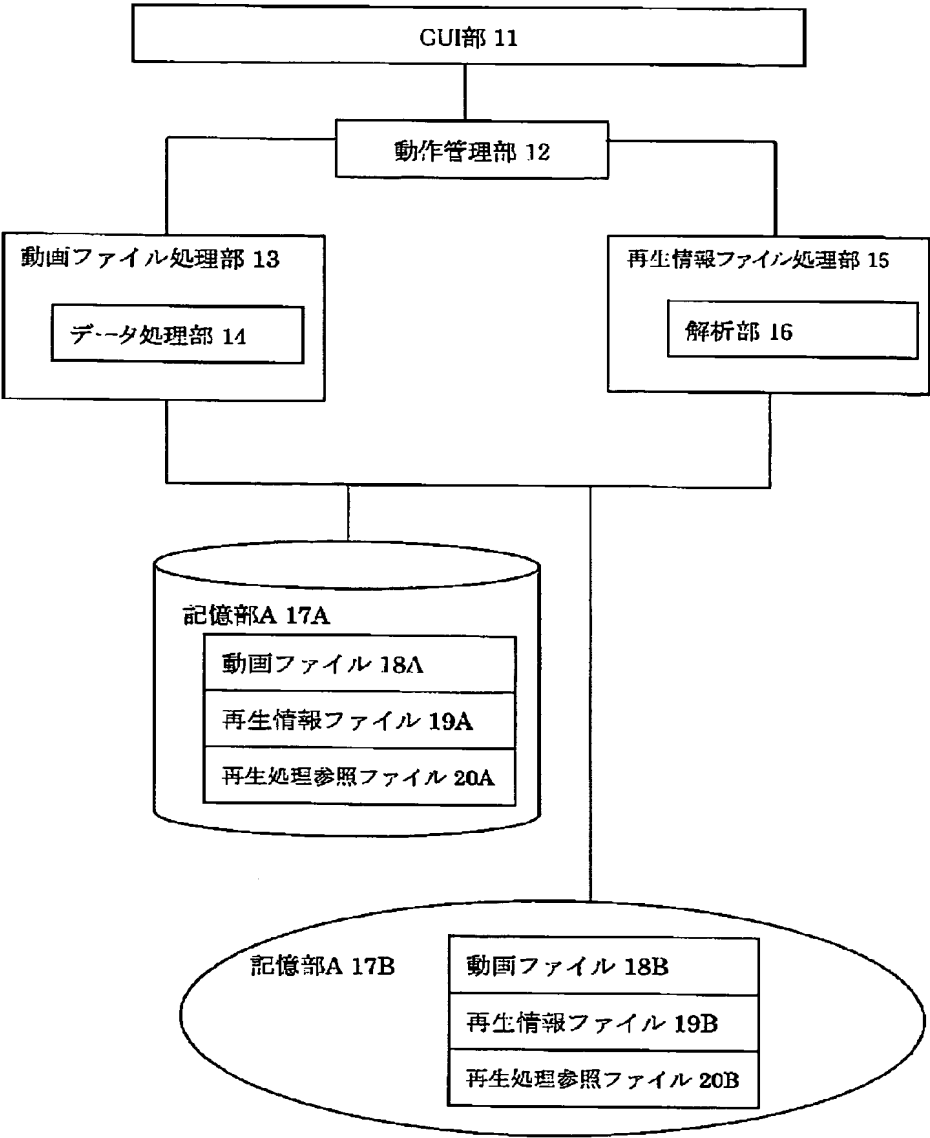 GUI部 11
動作管理部 12
動画ファイル処理部 13
データ処理部 14
再生情報ファイル処理部 15
解析部 16
記憶部A 17A
動画ファイル 18A
再生情報ファイル 19A
再生処理参照ファイル 20A
記憶部A 17B
動画ファイル 18B
再生情報ファイル 19B
再生処理参照ファイル 20B